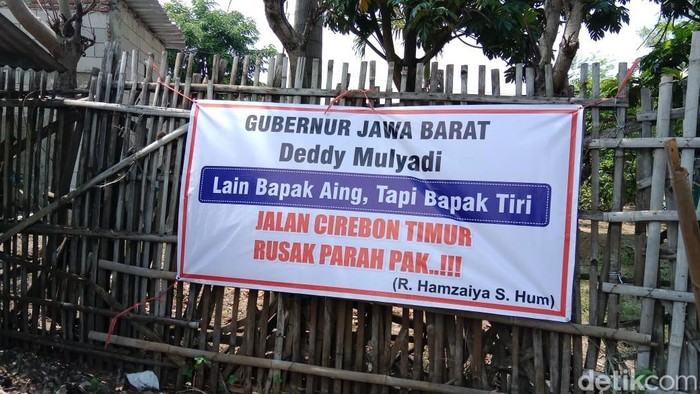 GUBERNUR JAWA BARAT
Deddy Mulyadi
Lain Bapak Aing, Tapi Bapak Tiri
JALAN CIREBON TIMUR
RUSAK PARAH PAK..!!!
(R. Hamzaiya S. Hum)
detikcom